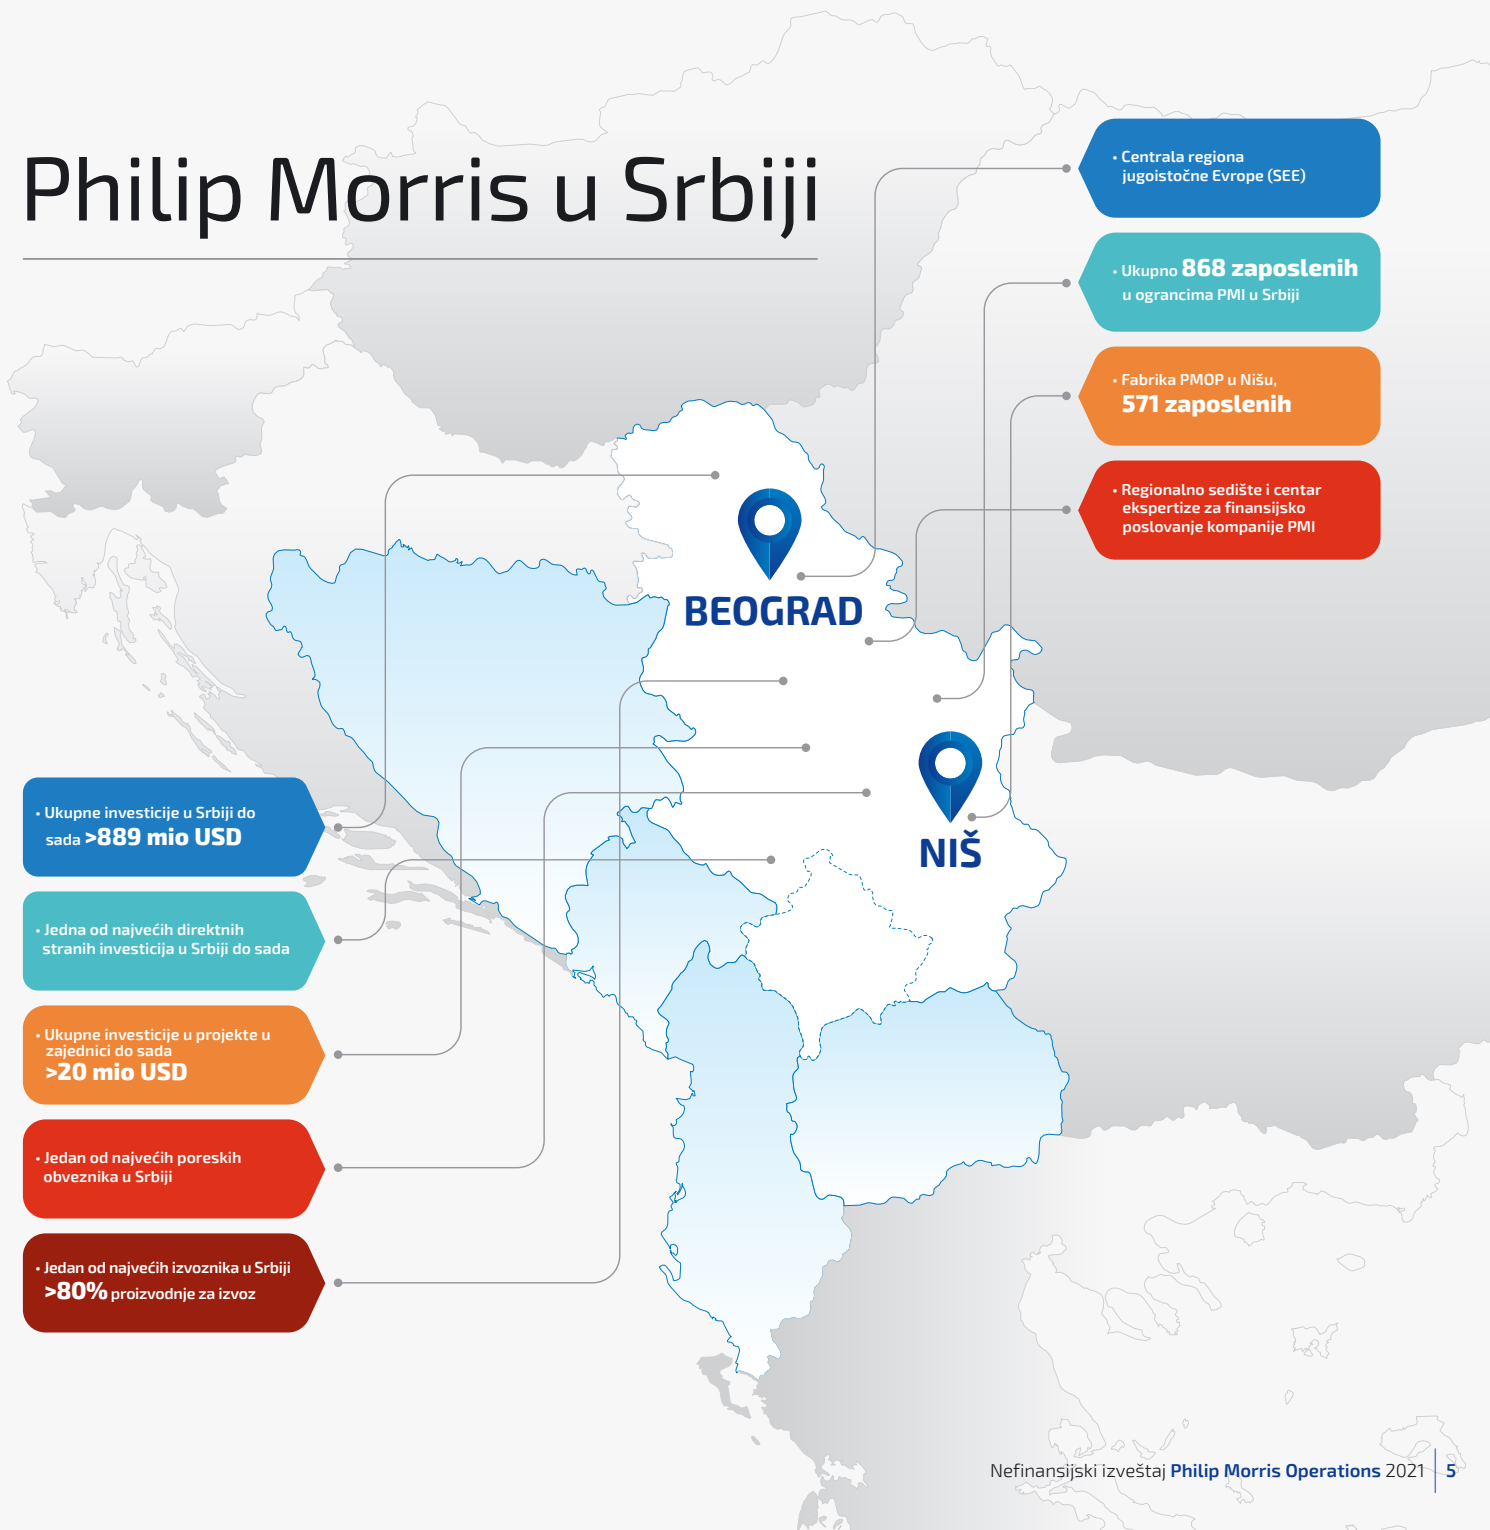 Philip Morris u Srbiji
• Centrala regiona
jugoistočne Evrope (SEE)
• Ukupno 868 zaposlenih
u ograncima PMI u Srbiji
• Fabrika PMOP u Nišu,
571 zaposlenih
• Regionalno sedište i centar
ekspertize za finansijsko
poslovanje kompanije PMI
BEOGRAD
NIŠ
• Ukupne investicije u Srbiji do
sada >889 mio USD
• Jedna od najvećih direktnih
stranih investicija u Srbiji do sada
• Ukupne investicije u projekte u
zajednici do sada
>20 mio USD
• Jedan od najvećih poreskih
obveznika u Srbiji
• Jedan od najvećih izvoznika u Srbiji
>80% proizvodnje za izvoz
Nefinansijski izveštaj Philip Morris Operations 2021 | 5